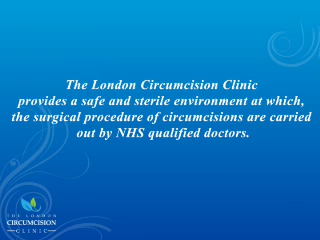 The London Circumcision Clinic
provides a safe and sterile environment at which,
the surgical procedure of circumcisions are carried
out by NHS qualified doctors.
THE LONDON
CIRCUMCISION
CLINIC